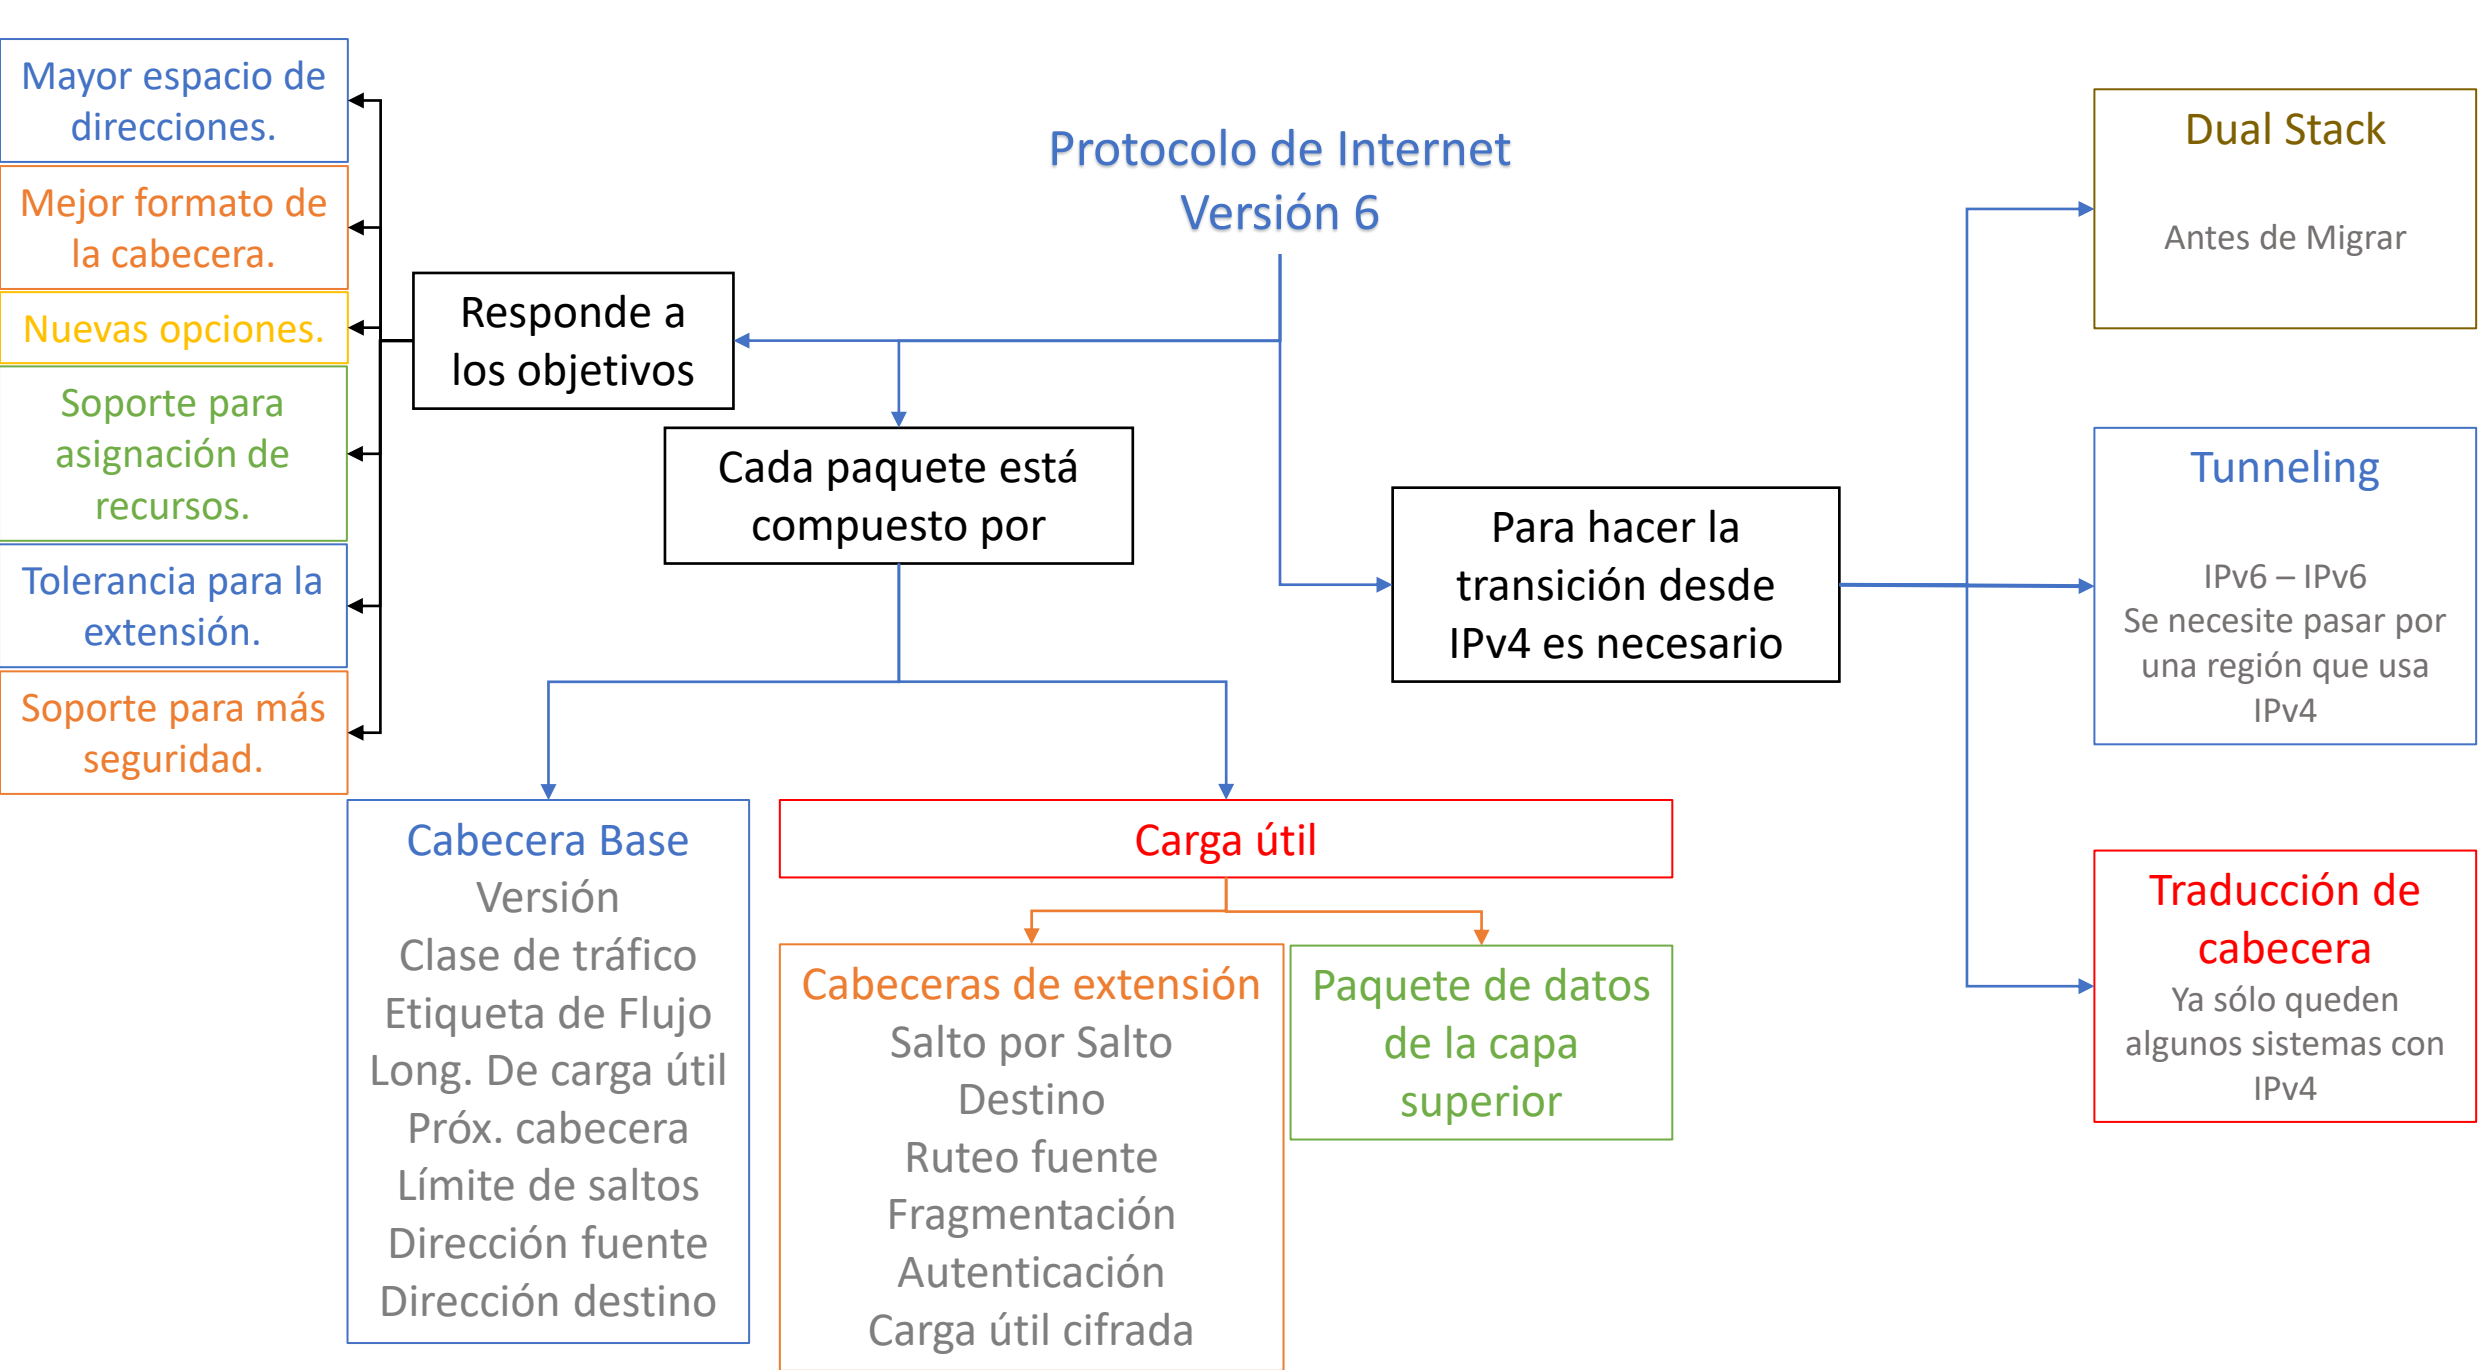 Protocolo de Internet
Versión 6
Responde a
los objetivos
Mayor espacio de
direcciones.
Mejor formato de
la cabecera.
Nuevas opciones.
Soporte para
asignación de
recursos.
Tolerancia para la
extensión.
Soporte para más
seguridad.
Cada paquete está
compuesto por
Cabecera Base
Versión
Clase de tráfico
Etiqueta de Flujo
Long. De carga útil
Próx. cabecera
Límite de saltos
Dirección fuente
Dirección destino
Carga útil
Cabeceras de extensión
Salto por Salto
Destino
Ruteo fuente
Fragmentación
Autenticación
Carga útil cifrada
Paquete de datos
de la capa
superior
Para hacer la
transición desde
IPv4 es necesario
Dual Stack
Antes de Migrar
Tunneling
IPv6 – IPv6
Se necesite pasar por
una región que usa
IPv4
Traducción de
cabecera
Ya sólo queden
algunos sistemas con
IPv4